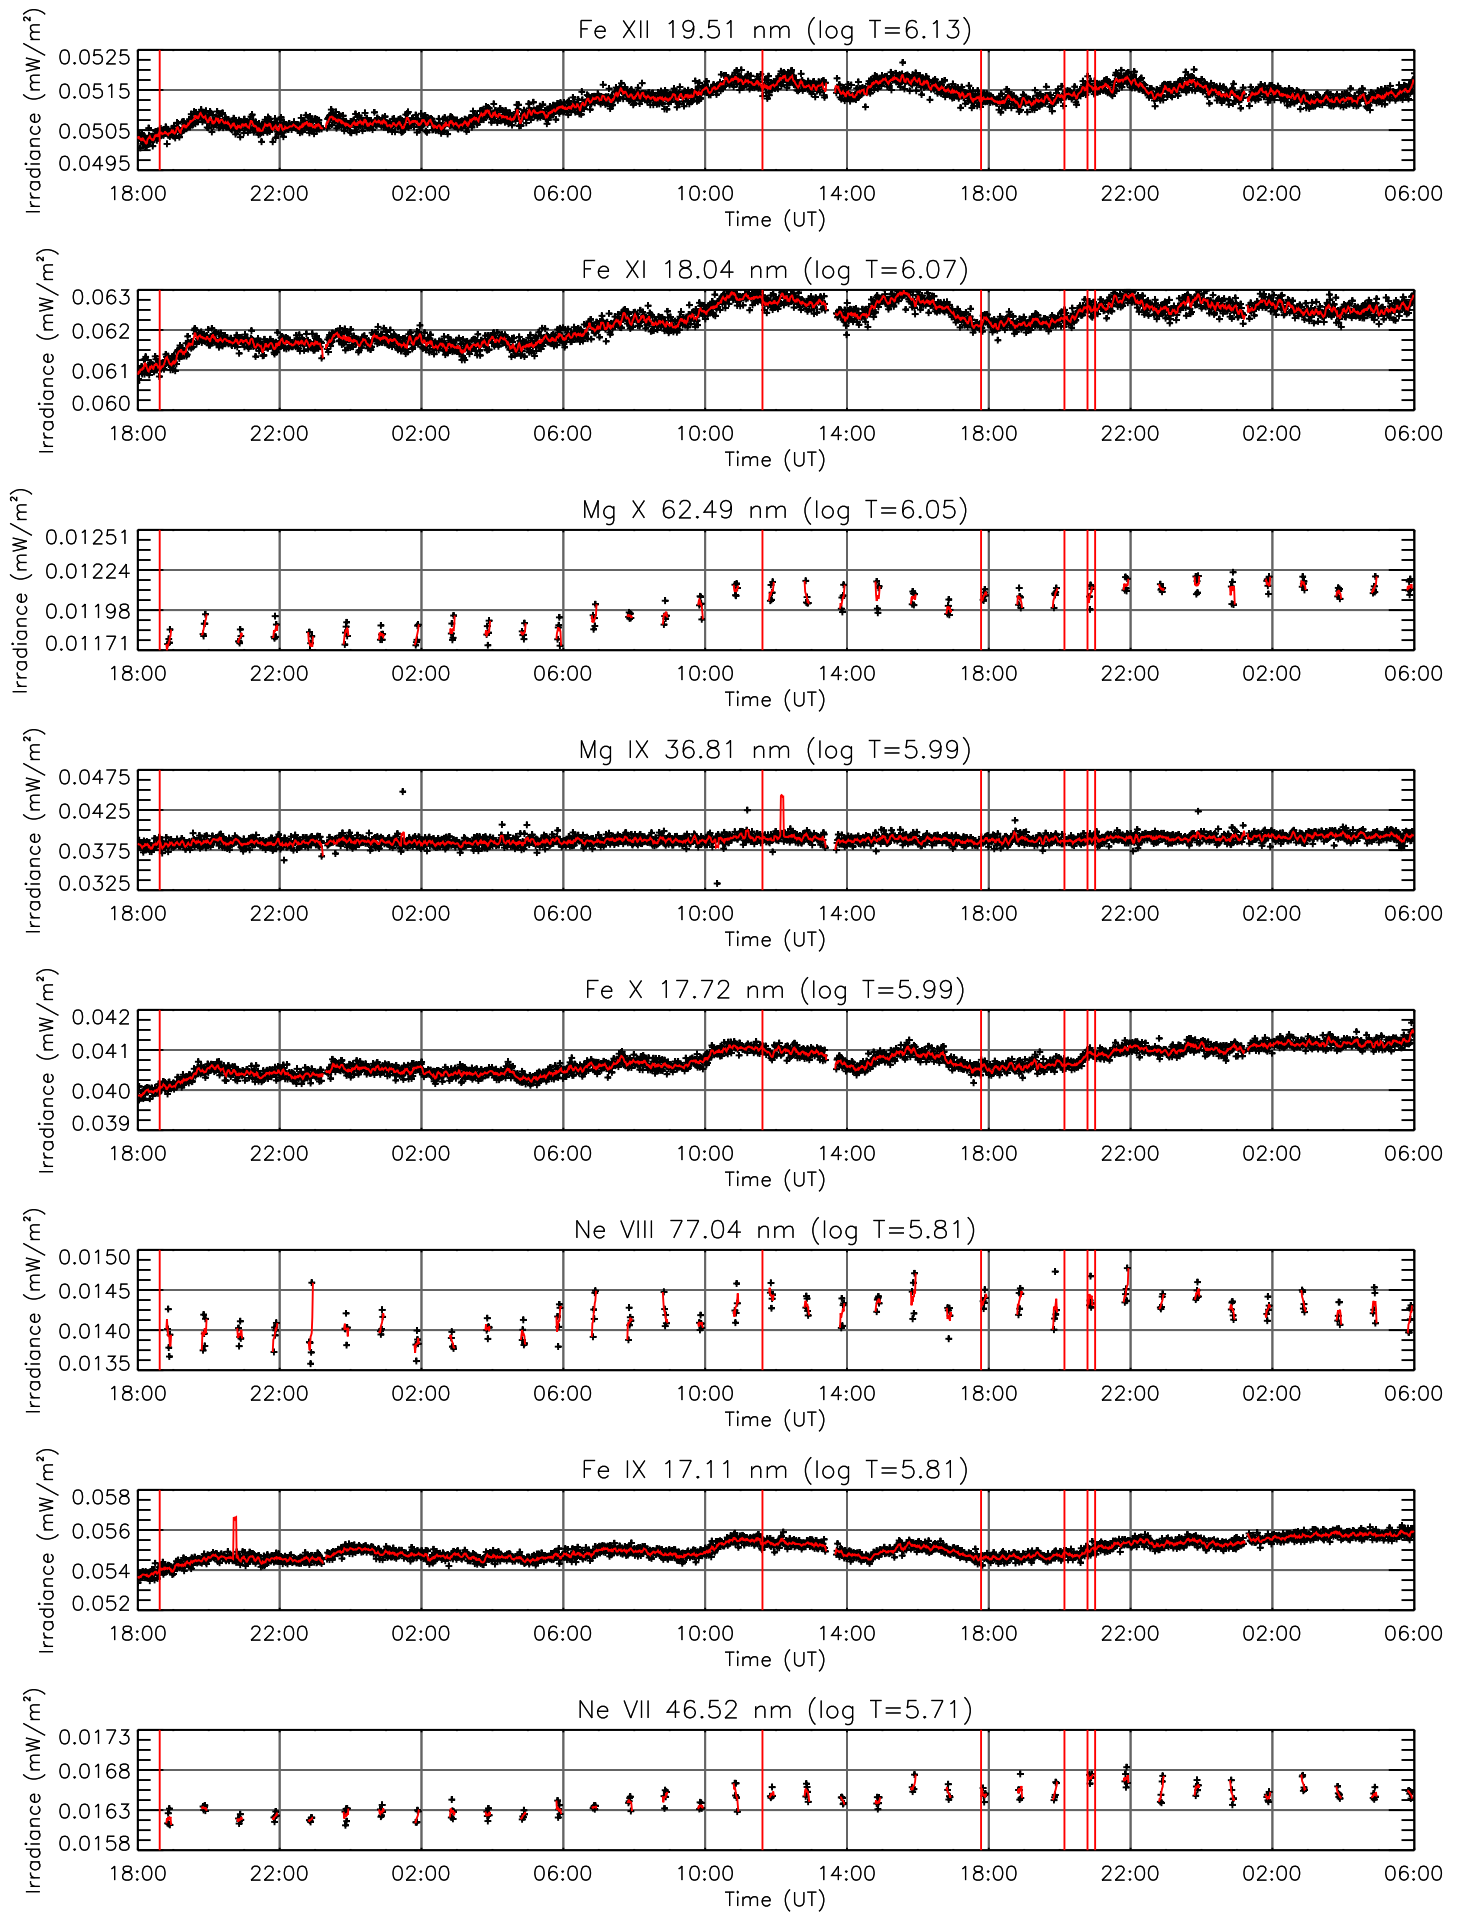 Fe XII 19.51 nm (log T=6.13)
Irradiance (mW/m²)
0.0525
0.0515
0.0505
0.0495
18:00 22:00 02:00 06:00 10:00 14:00 18:00 22:00 02:00 06:00
Time (UT)
Fe XI 18.04 nm (log T=6.07)
Irradiance (mW/m²)
0.063
0.062
0.061
0.060
18:00 22:00 02:00 06:00 10:00 14:00 18:00 22:00 02:00 06:00
Time (UT)
Mg X 62.49 nm (log T=6.05)
Irradiance (mW/m²)
0.01251
0.01224
0.01198
0.01171
18:00 22:00 02:00 06:00 10:00 14:00 18:00 22:00 02:00 06:00
Time (UT)
Mg IX 36.81 nm (log T=5.99)
Irradiance (mW/m²)
0.0475
0.0425
0.0375
0.0325
18:00 22:00 02:00 06:00 10:00 14:00 18:00 22:00 02:00 06:00
Time (UT)
Fe X 17.72 nm (log T=5.99)
Irradiance (mW/m²)
0.042
0.041
0.040
0.039
18:00 22:00 02:00 06:00 10:00 14:00 18:00 22:00 02:00 06:00
Time (UT)
Ne VIII 77.04 nm (log T=5.81)
Irradiance (mW/m²)
0.0150
0.0145
0.0140
0.0135
18:00 22:00 02:00 06:00 10:00 14:00 18:00 22:00 02:00 06:00
Time (UT)
Fe IX 17.11 nm (log T=5.81)
Irradiance (mW/m²)
0.058
0.056
0.054
0.052
18:00 22:00 02:00 06:00 10:00 14:00 18:00 22:00 02:00 06:00
Time (UT)
Ne VII 46.52 nm (log T=5.71)
Irradiance (mW/m²)
0.0173
0.0168
0.0163
0.0158
18:00 22:00 02:00 06:00 10:00 14:00 18:00 22:00 02:00 06:00
Time (UT)